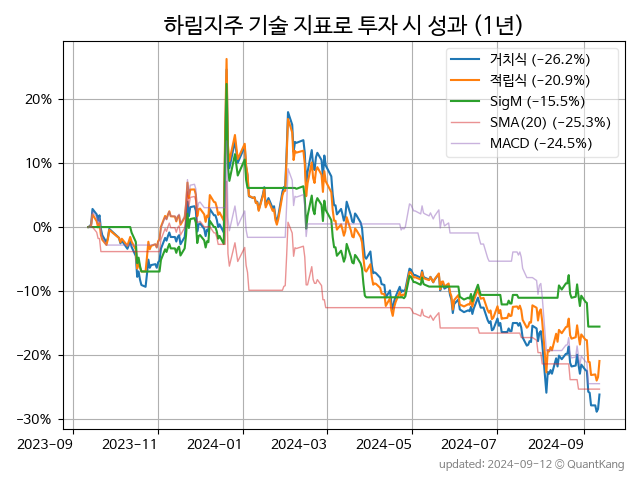 하림지주 기술 지표로 투자 시 성과 (1년)
거치식 (−26.2%)
적립식 (−20.9%)
SigM (−15.5%)
SMA(20) (−25.3%)
MACD (−24.5%)
20%
10%
0%
−10%
−20%
−30%
2023-09 2023-11 2024-01 2024-03 2024-05 2024-07 2024-09
updated: 2024-09-12 © QuantKang